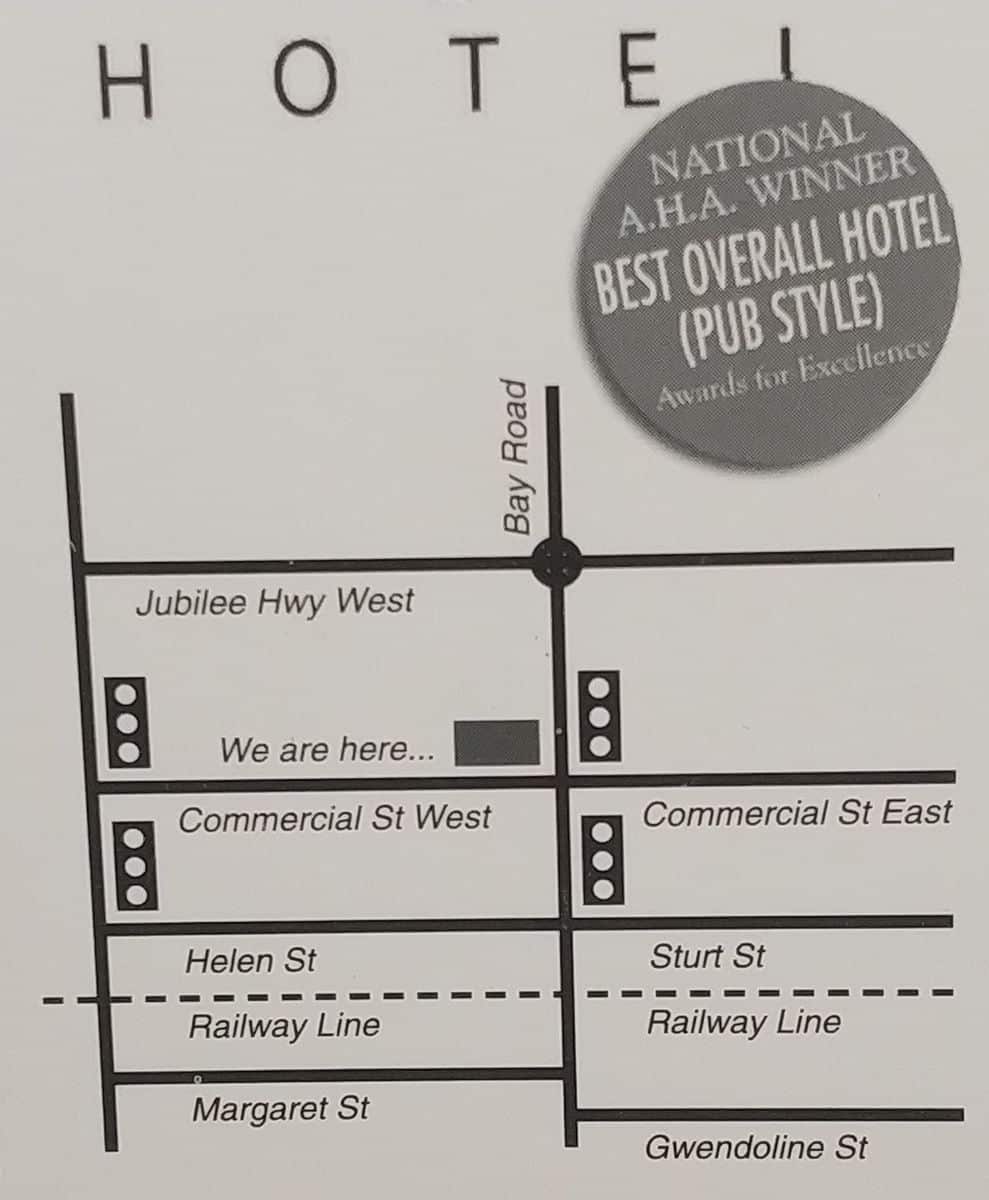 HOTEL
NATIONAL
A.H.A. WINNER
BEST OVERALL HOTEL
(PUB STYLE)
Awards for Excellence
Bay Road
Jubilee Hwy West
We are here...
Commercial St West
Commercial St East
Helen St
Sturt St
Railway Line
Railway Line
Margaret St
Gwendoline St